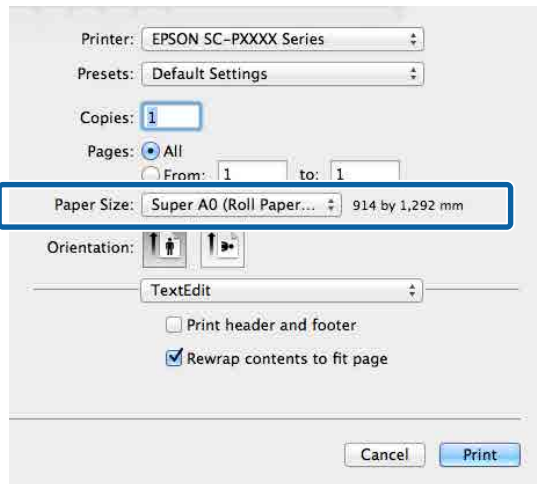 Printer: EPSON SC-PXXXX Series
Presets: Default Settings
Copies: 1
Pages: All
From: 1 to: 1
Paper Size: Super A0 (Roll Paper... 914 by 1,292 mm
Orientation:
TextEdit
Print header and footer
Rewrap contents to fit page
Cancel Print